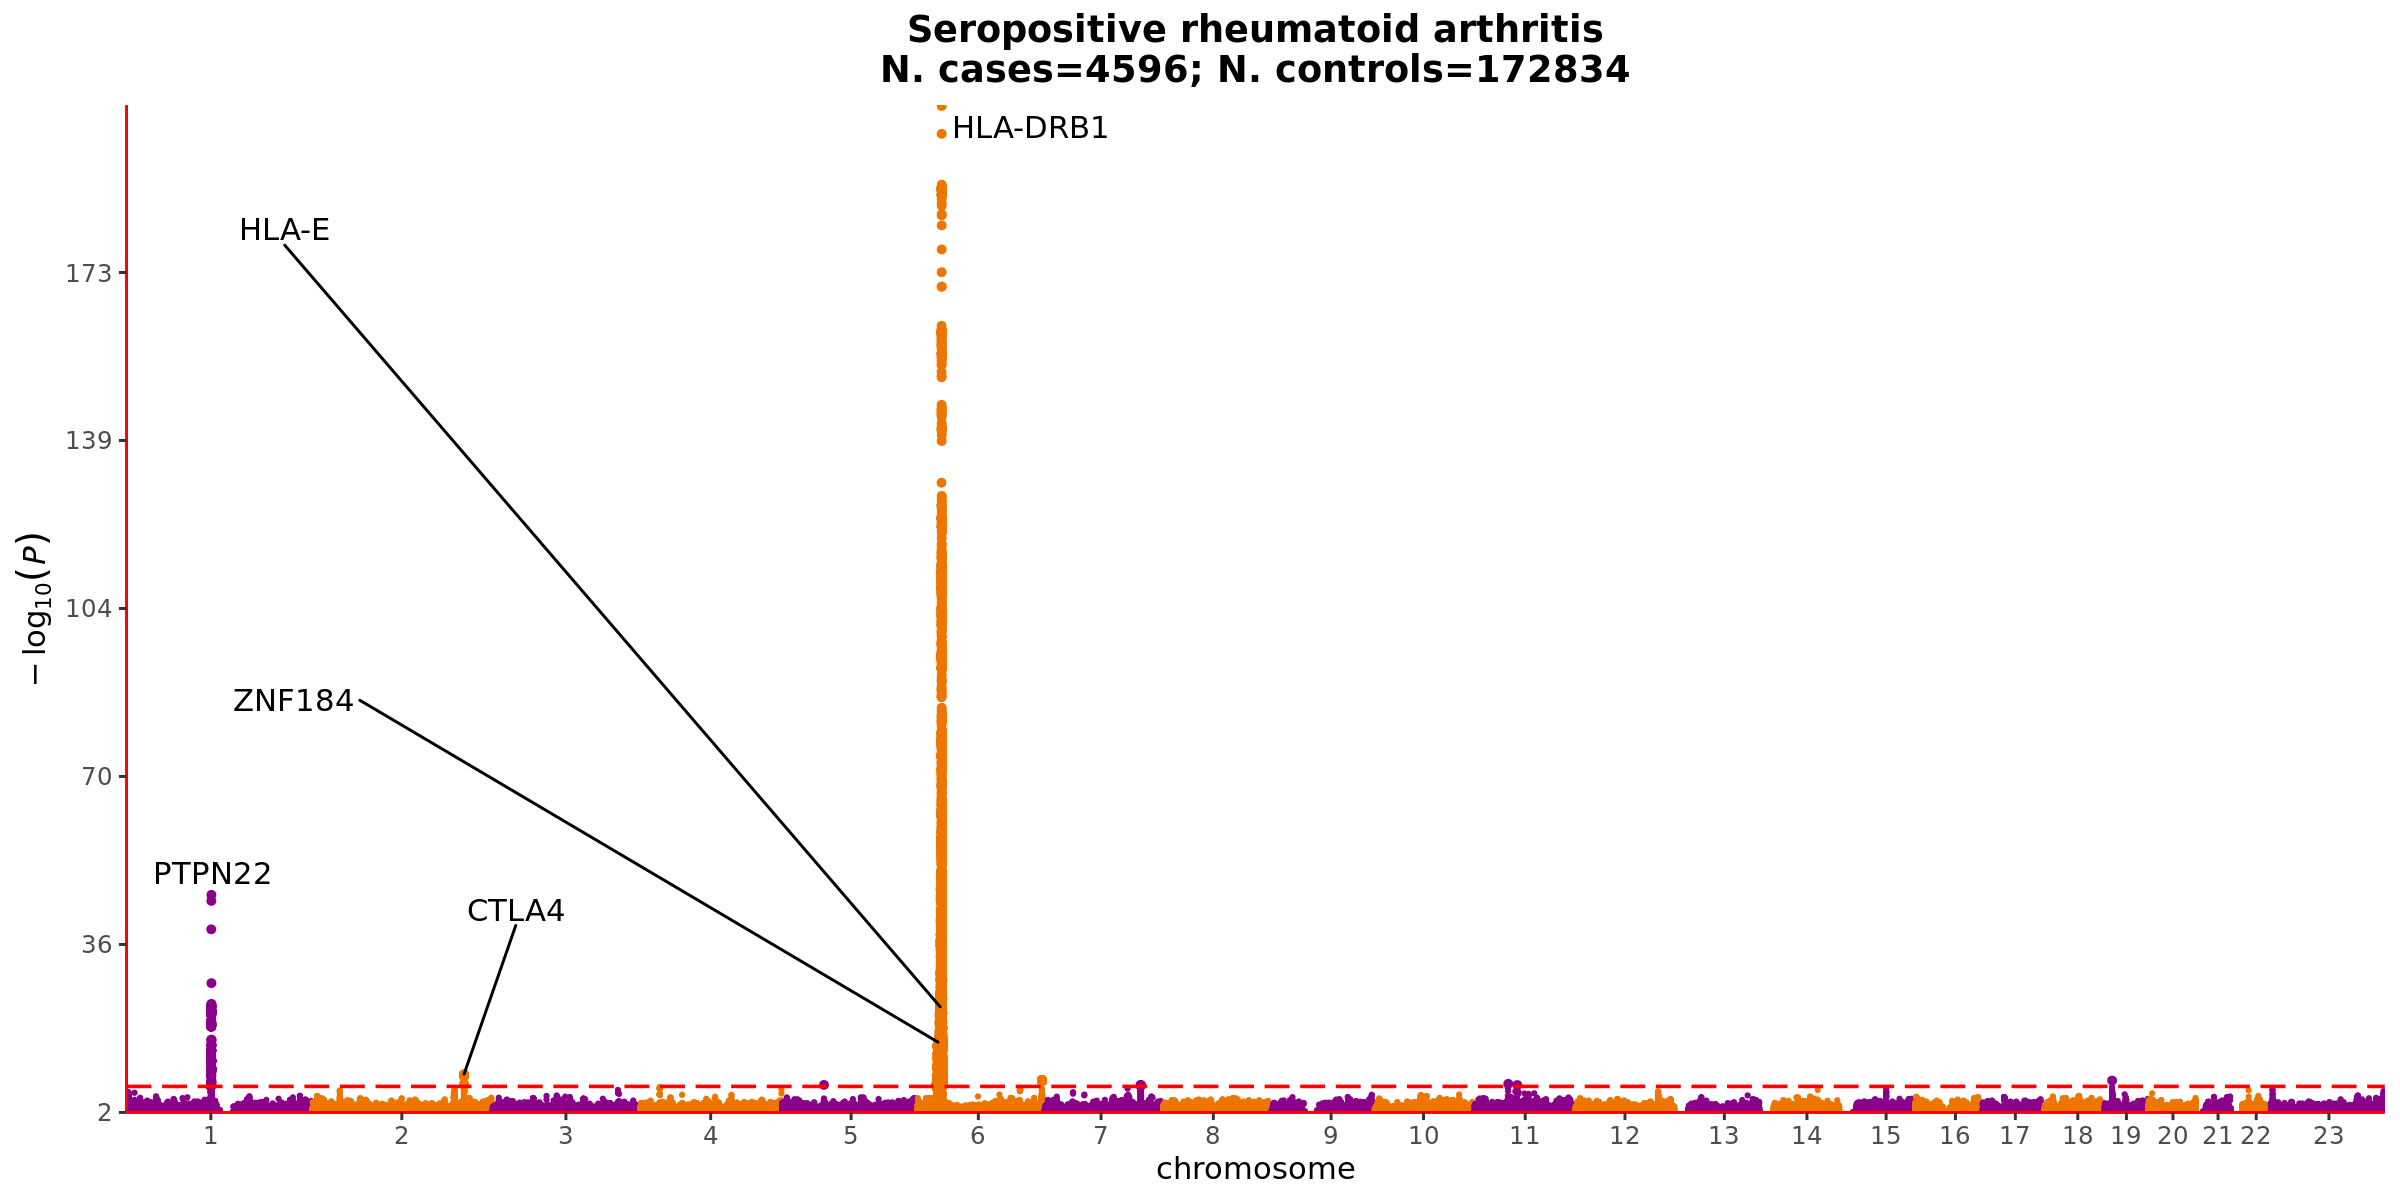 Seropositive rheumatoid arthritis
N. cases=4596; N. controls=172834
HLA-DRB1
HLA-E
173
139
104
ZNF184
70
PTPN22
CTLA4
36
2
−log₁₀(P)
1 2 3 4 5 6 7 8 9 10 11 12 13 14 15 16 17 18 19 20 21 22 23
chromosome